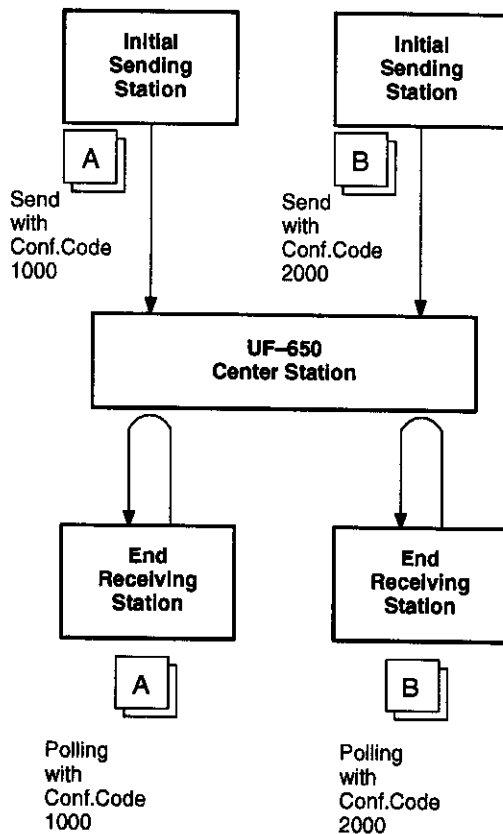 Initial
Sending
Station
Initial
Sending
Station
A
B
Send
with
Conf.Code
1000
Send
with
Conf.Code
2000
UF–650
Center Station
End
Receiving
Station
End
Receiving
Station
A
B
Polling
with
Conf.Code
1000
Polling
with
Conf.Code
2000